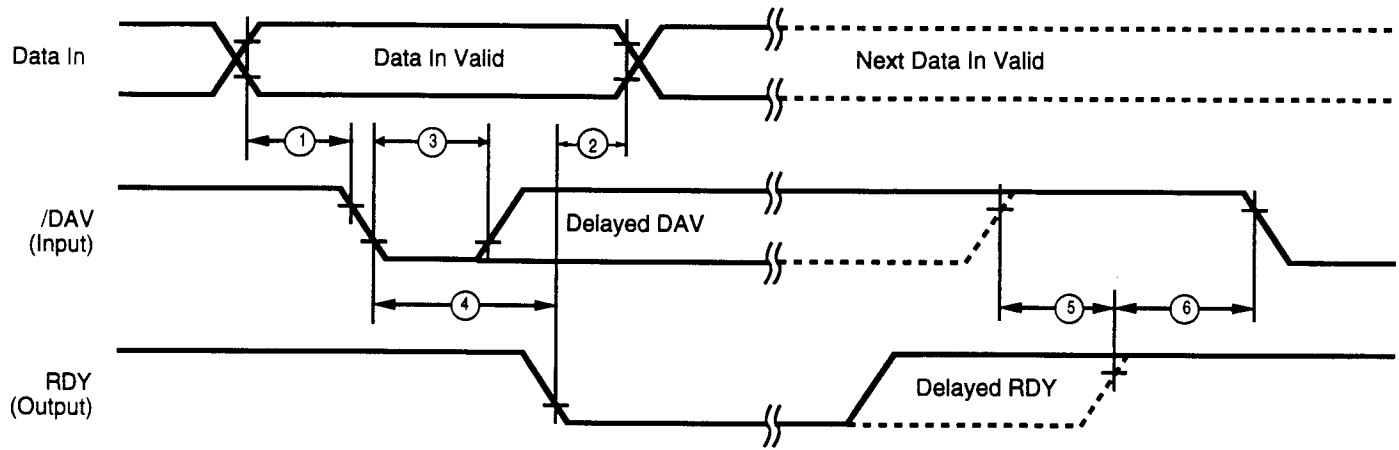 Data In
Data In Valid
Next Data In Valid
1
3
2
/DAV
(Input)
Delayed DAV
4
5
6
RDY
(Output)
Delayed RDY